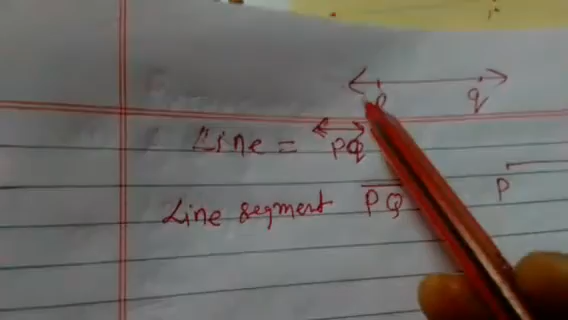 P q
Line = PQ
Line segment PQ P